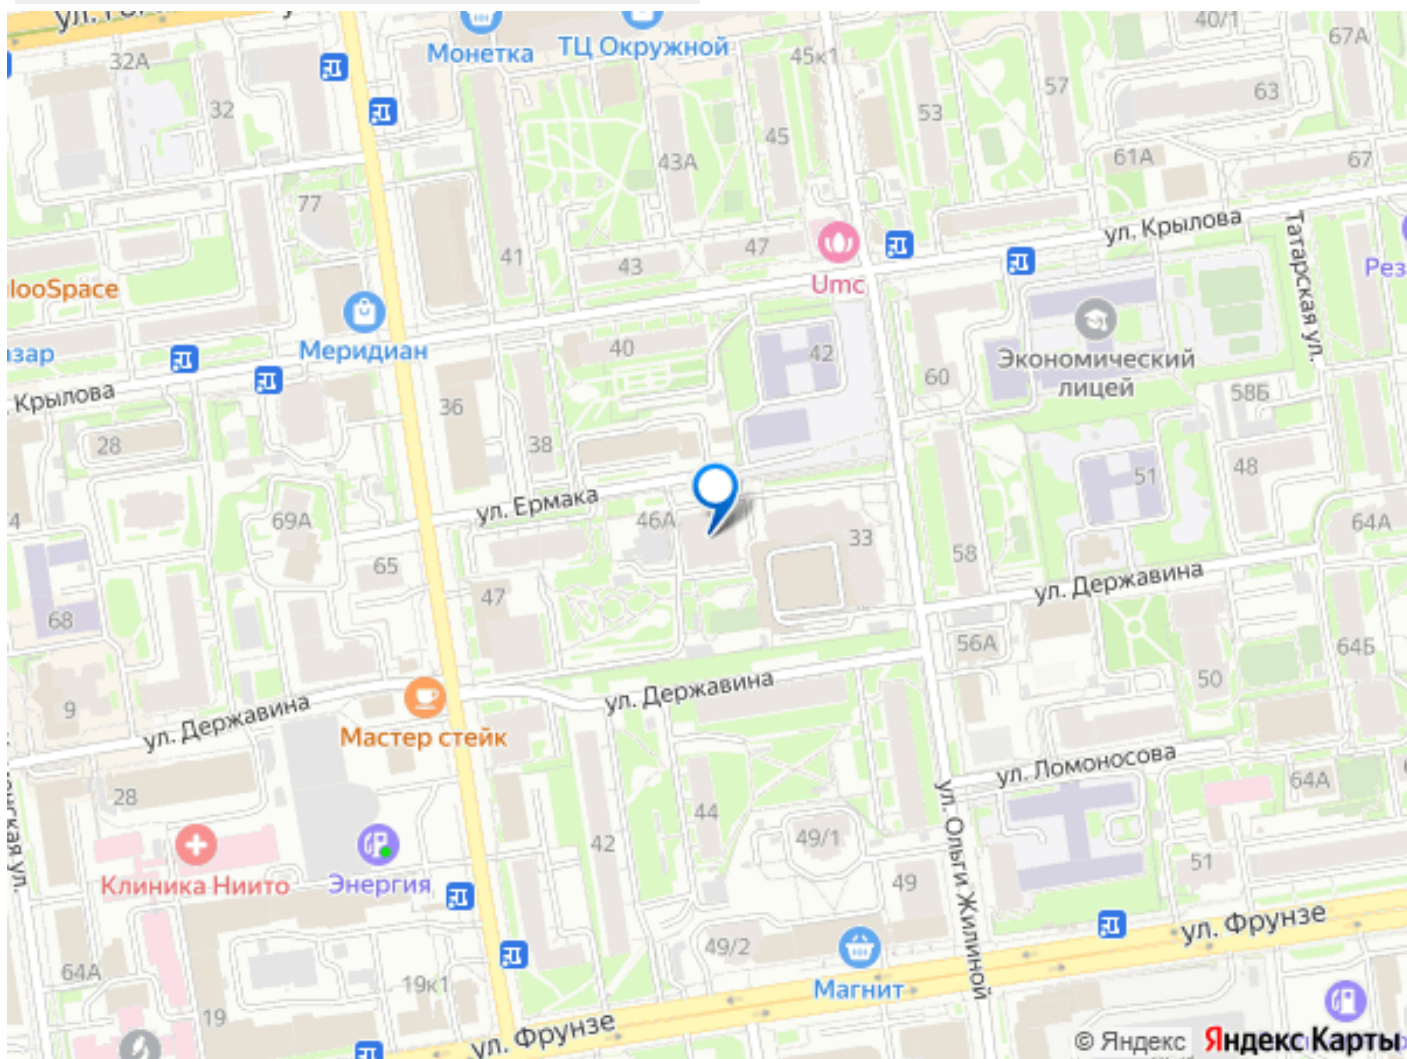 40/1
67А
32А
Монетка
ТЦ Окружной
45к1
57
63
32
53
45
43А
61А
67
77
ул. Крылова
Татарская ул.
41
47
43
Umc
Рез
looSpace
Меридиан
40
42
Экономический
лицей
60
58Б
азар
Крылова
36
28
38
51
48
ул. Ермака
46А
69А
33
64А
65
58
ул. Державина
47
68
56А
64Б
50
9
ул. Державина
ул. Державина
Мастер стейк
ул. Ломоносова
64А
28
44
42
49/1
51
Клиника Ниито
Энергия
49
ул. Ольги Жилиной
ул. Фрунзе
49/2
64А
19к1
Магнит
19
ул. Фрунзе
© Яндекс Яндекс Карты